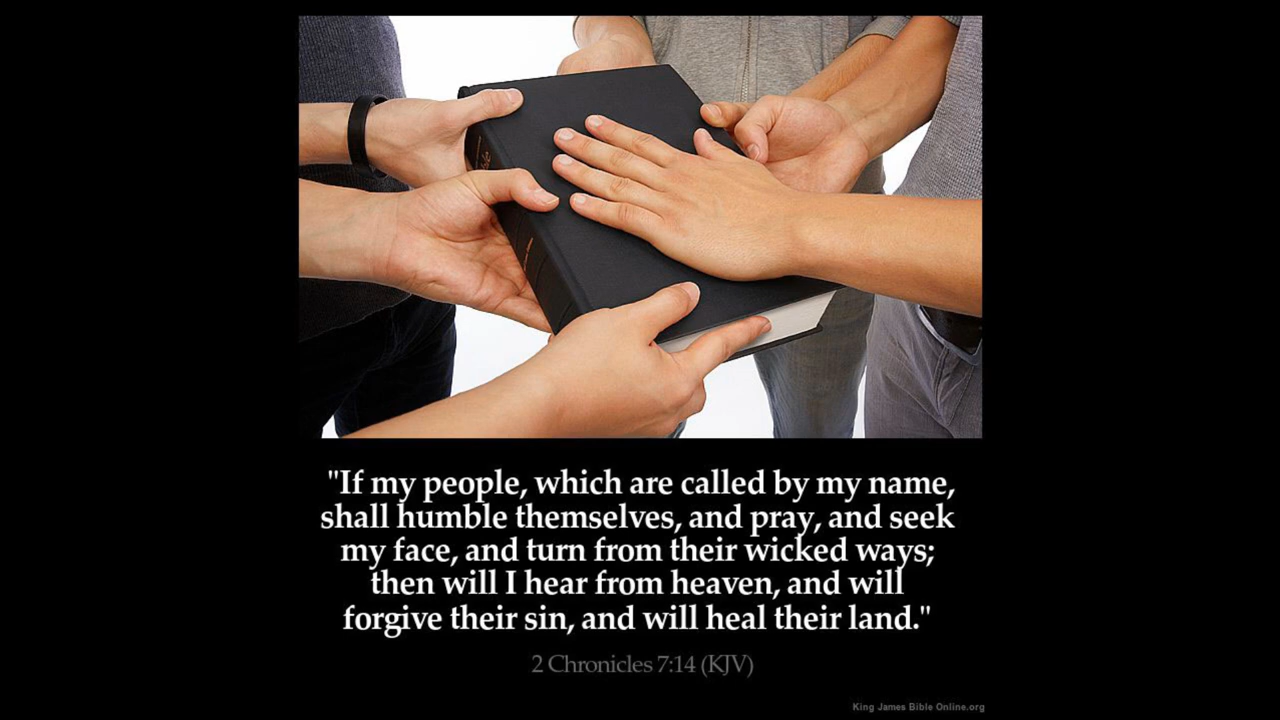 "If my people, which are called by my name,
shall humble themselves, and pray, and seek
my face, and turn from their wicked ways;
then will I hear from heaven, and will
forgive their sin, and will heal their land."
2 Chronicles 7:14 (KJV)
King James Bible Online.org